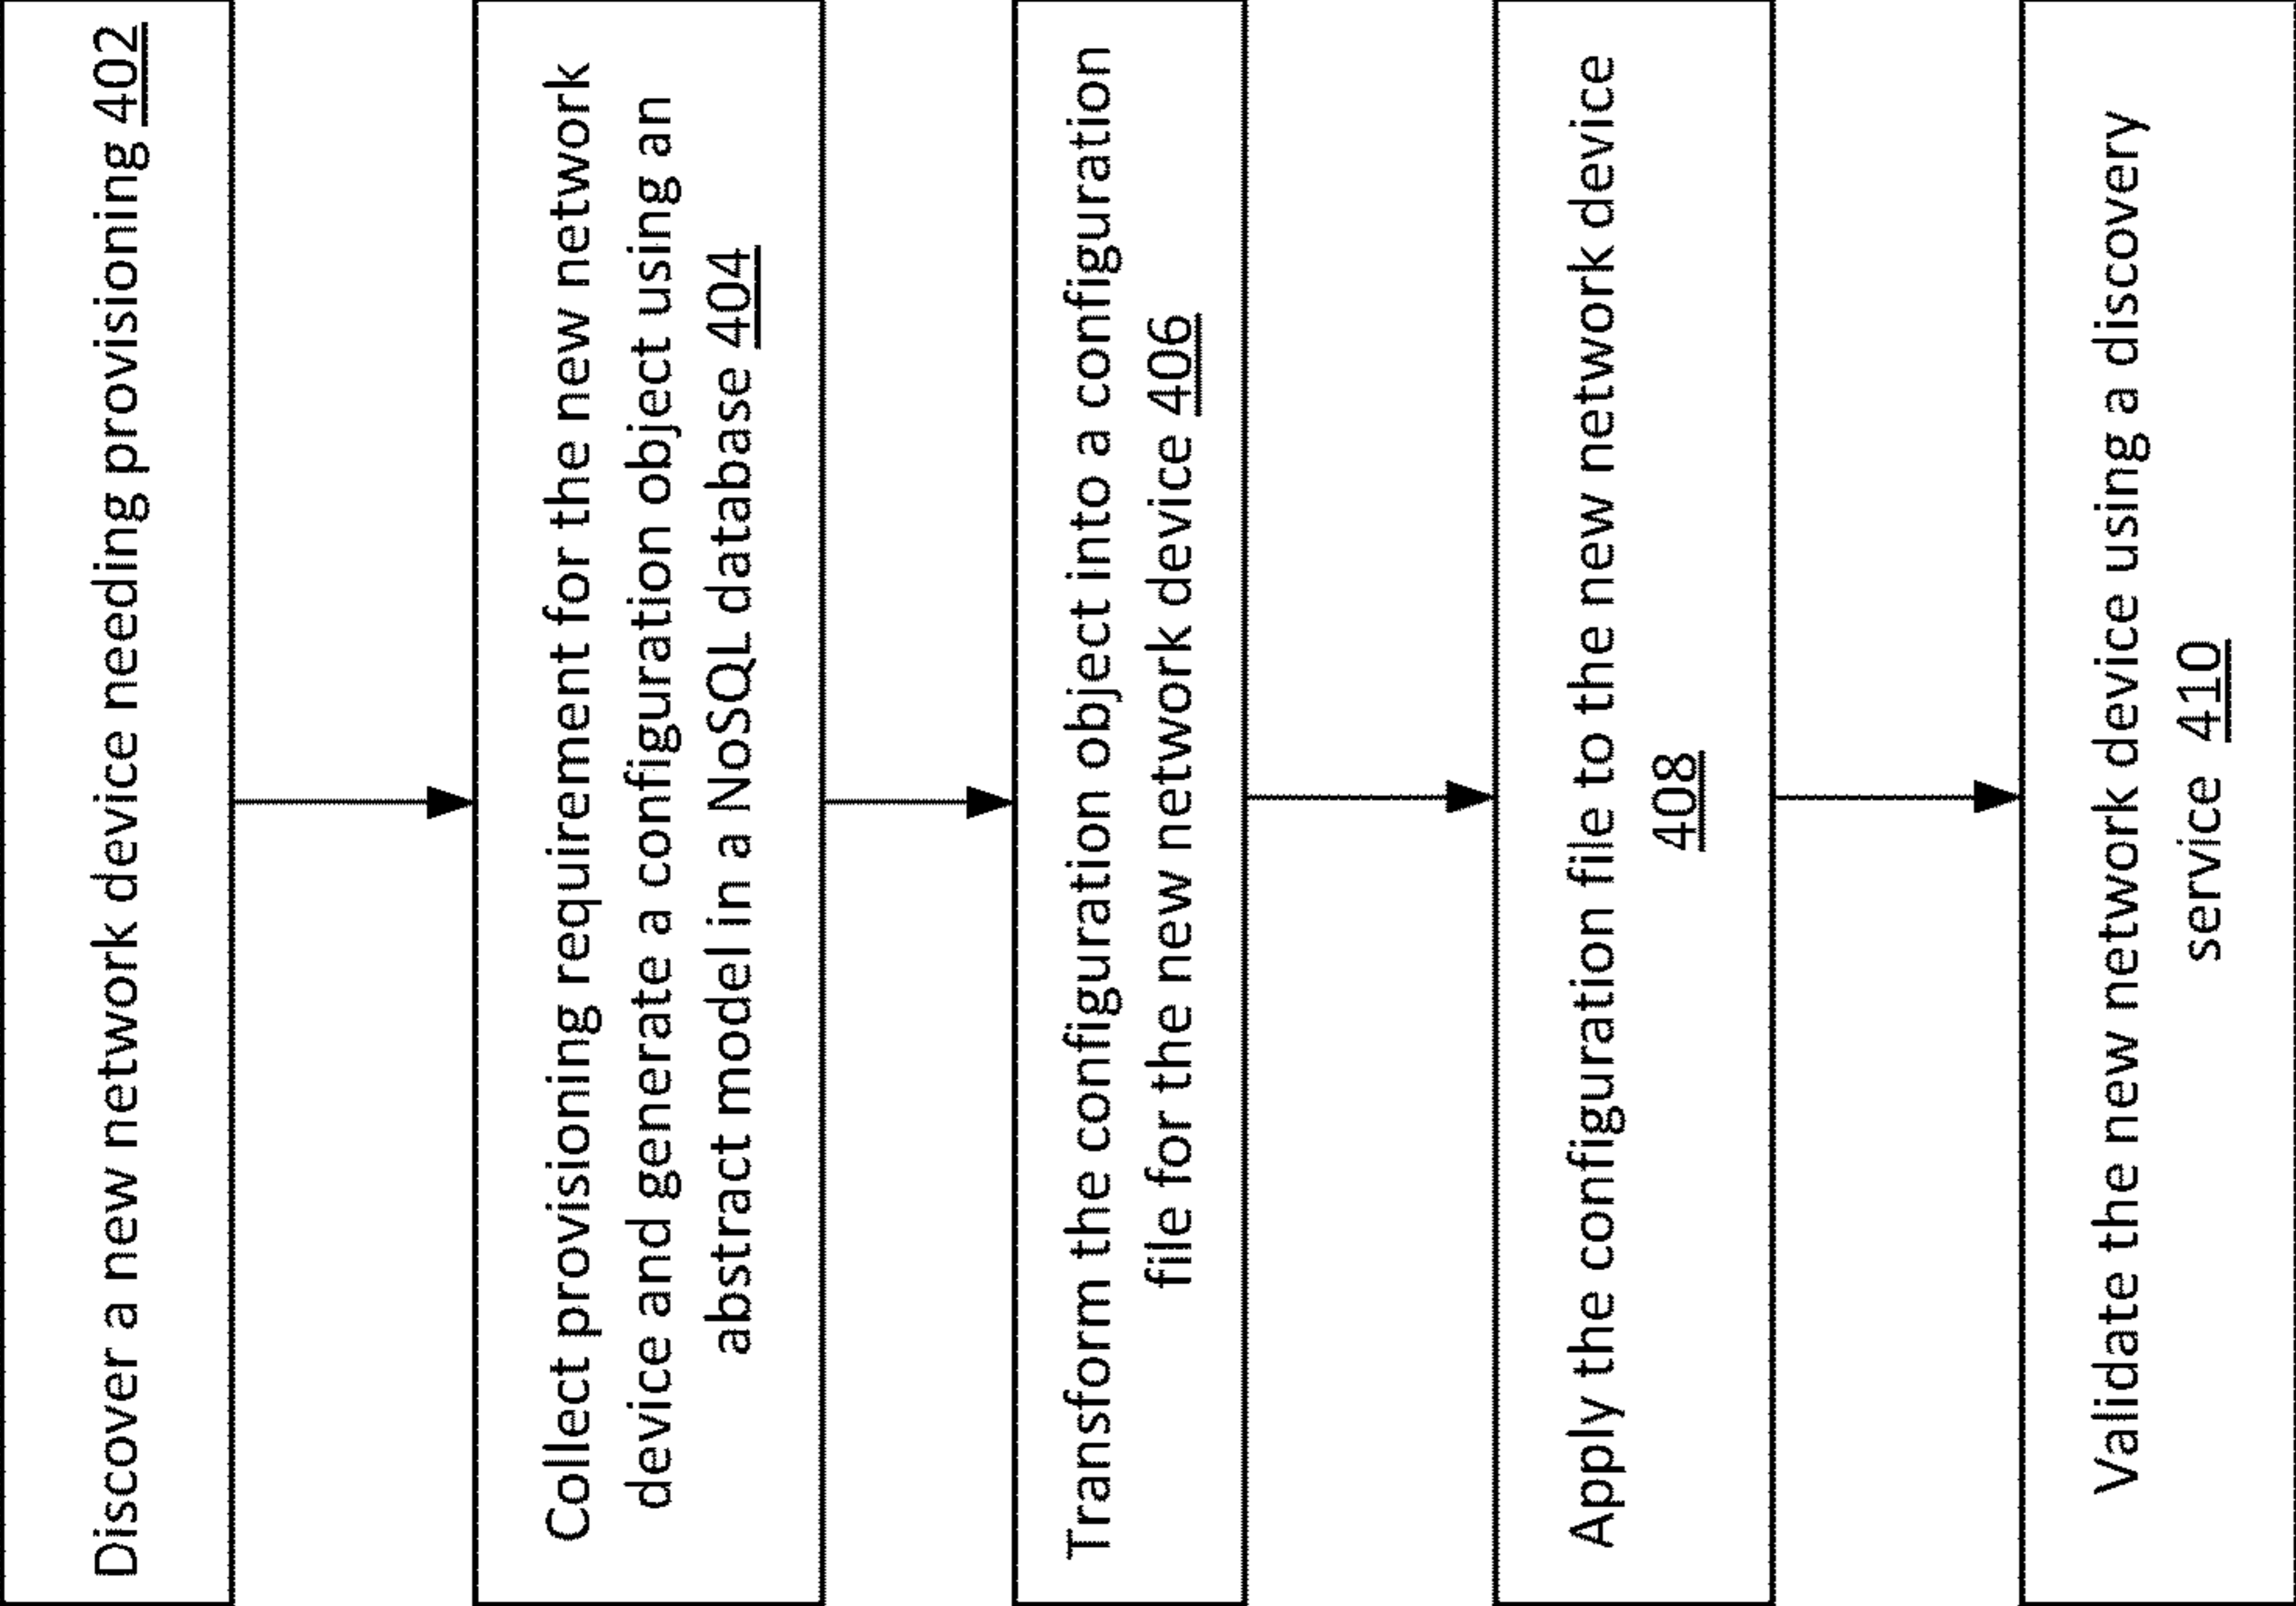 Discover a new network device needing provisioning 402
Collect provisioning requirement for the new network
device and generate a configuration object using an
abstract model in a NoSQL database 404
Transform the configuration object into a configuration
file for the new network device 406
Apply the configuration file to the new network device
408
Validate the new network device using a discovery
service 410